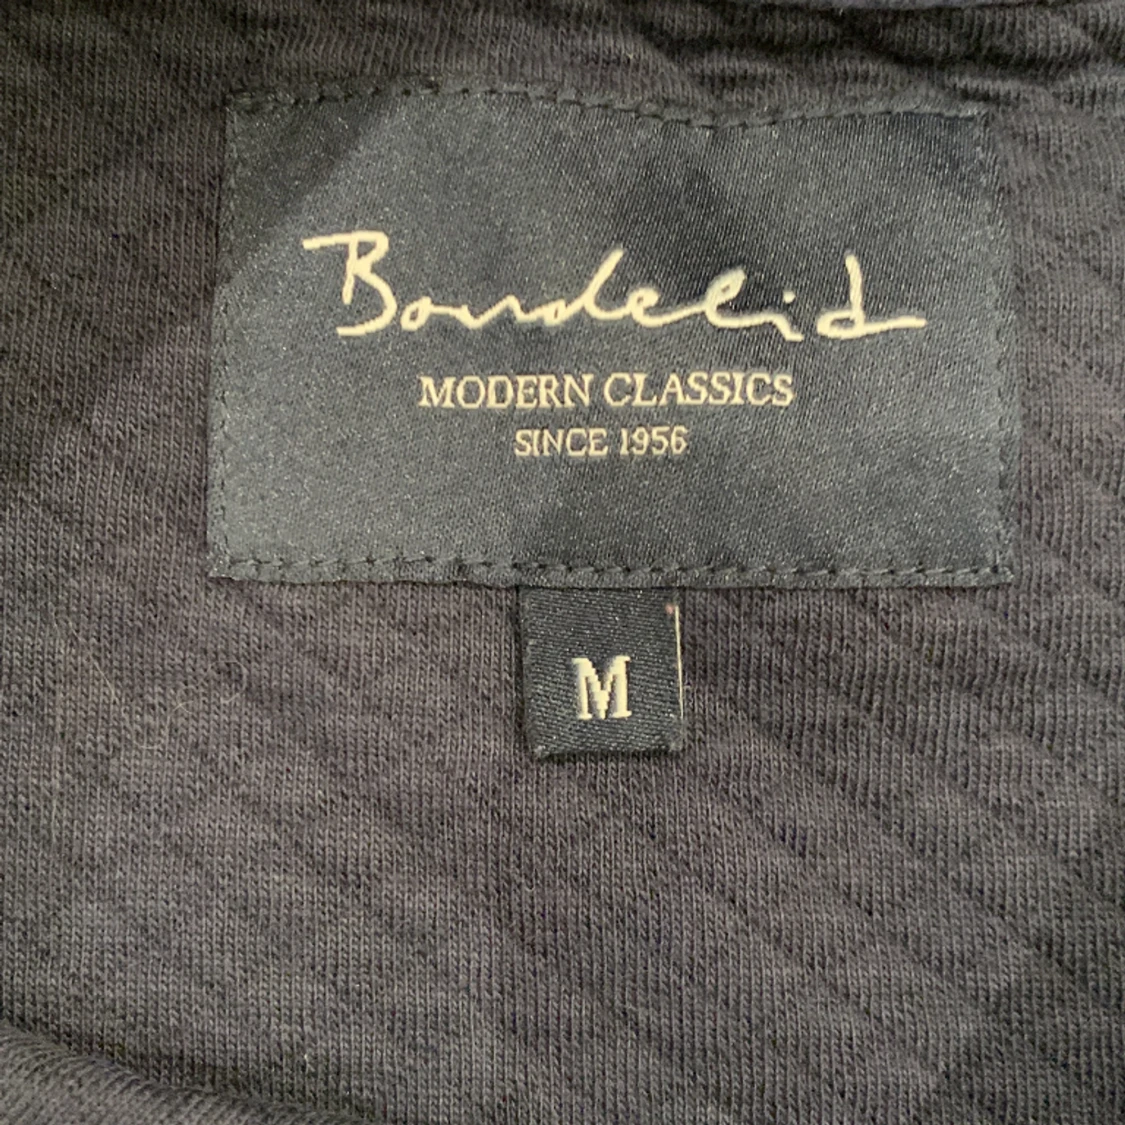 Bondelid
MODERN CLASSICS
SINCE 1956
M